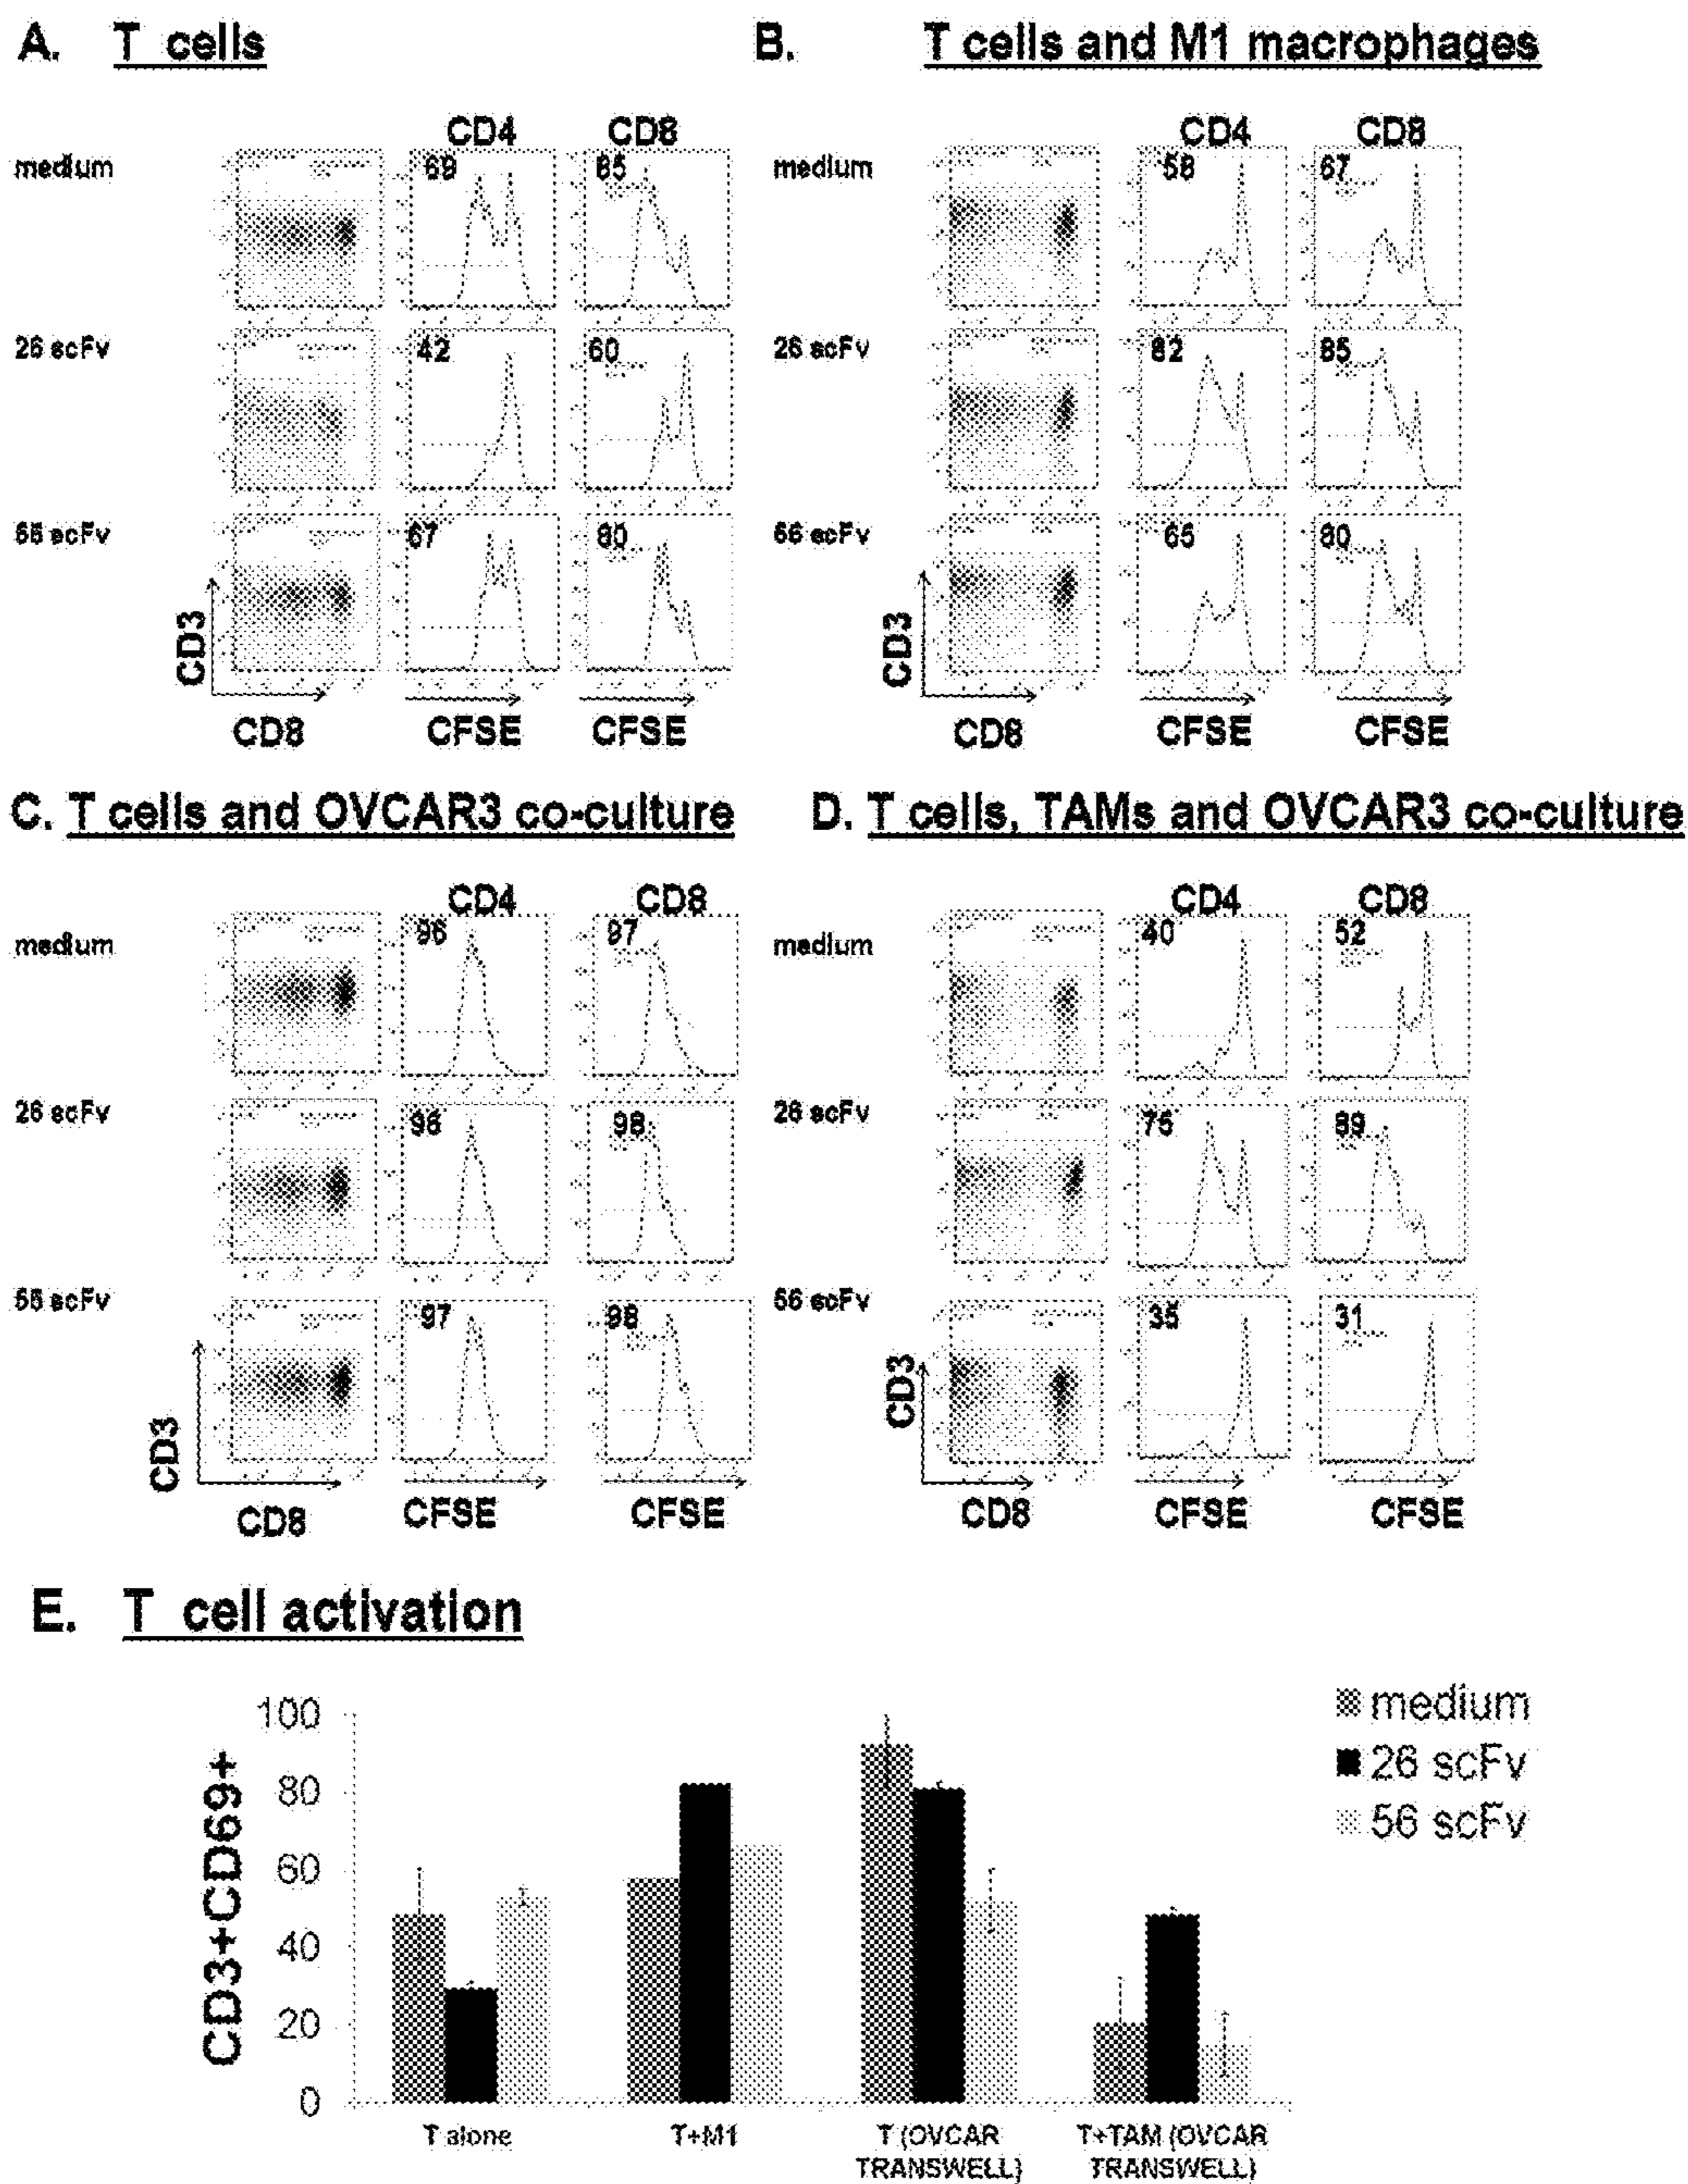 A. T cells
B. T cells and M1 macrophages
CD4 CD8
medium 69 85
26 scFv 42 60
56 scFv 67 80
CD3
CD8 CFSE CFSE
CD4 CD8
medium 58 67
26 scFv 82 85
56 scFv 65 80
CD3
CD8 CFSE CFSE
C. T cells and OVCAR3 co-culture
D. T cells, TAMs and OVCAR3 co-culture
CD4 CD8
medium 96 97
26 scFv 96 98
56 scFv 97 98
CD3
CD8 CFSE CFSE
CD4 CD8
medium 40 52
26 scFv 75 89
56 scFv 35 31
CD3
CD8 CFSE CFSE
E. T cell activation
CD3+CD69+
100
80
60
40
20
0
medium
26 scFv
56 scFv
T alone
T+M1
T (OVCAR
TRANSWELL)
T+TAM (OVCAR
TRANSWELL)